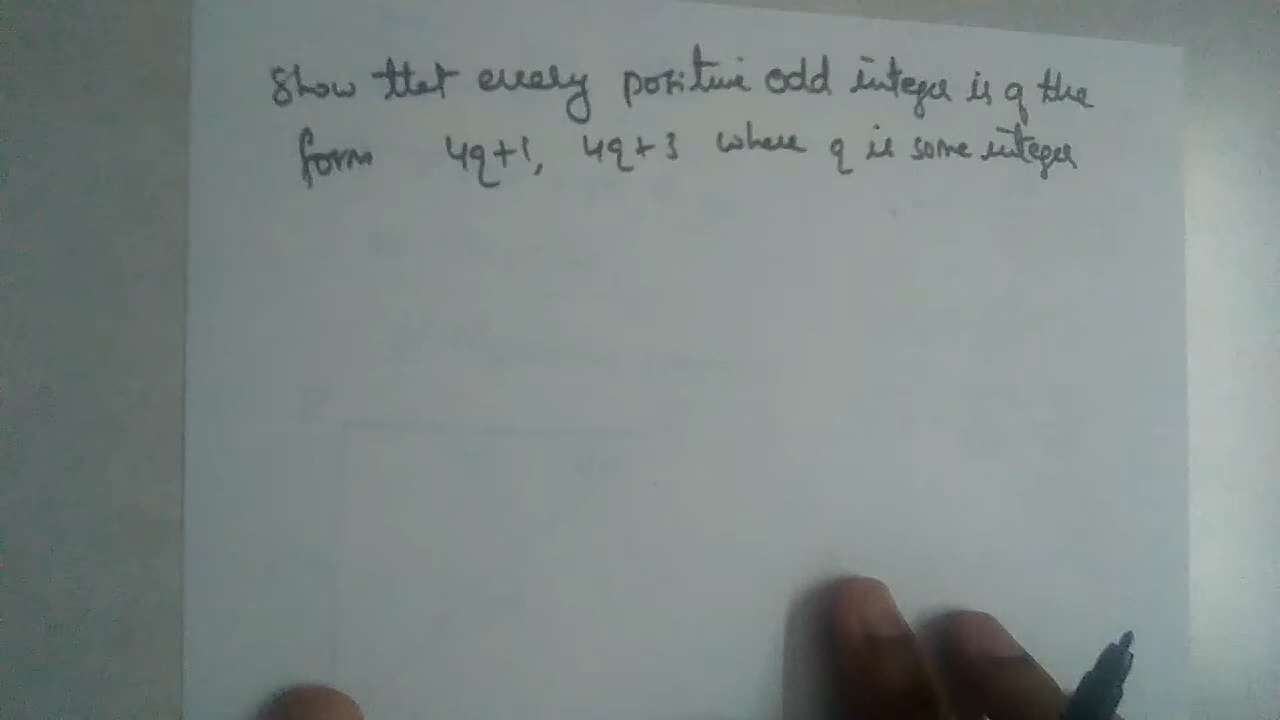 Show that every positive odd integer is of the
form 4q+1, 4q+3 where q is some integer